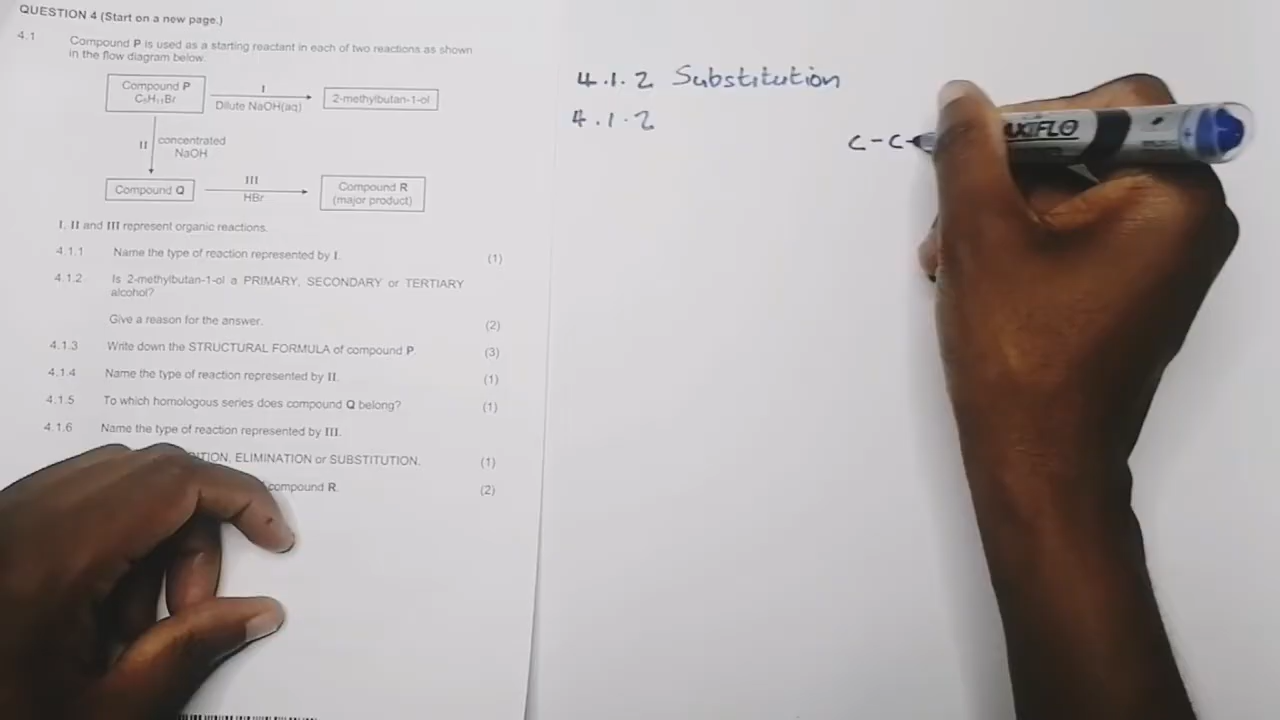 QUESTION 4 (Start on a new page.)
4.1 Compound P is used as a starting reactant in each of two reactions as shown
in the flow diagram below.
Compound P
C₅H₁₁Br
I
Dilute NaOH(aq)
2-methylbutan-1-ol
II
concentrated
NaOH
Compound Q
III
HBr
Compound R
(major product)
I, II and III represent organic reactions.
4.1.1 Name the type of reaction represented by I. (1)
4.1.2 Is 2-methylbutan-1-ol a PRIMARY, SECONDARY or TERTIARY
alcohol?
Give a reason for the answer. (2)
4.1.3 Write down the STRUCTURAL FORMULA of compound P. (3)
4.1.4 Name the type of reaction represented by II. (1)
4.1.5 To which homologous series does compound Q belong? (1)
4.1.6 Name the type of reaction represented by III.
ELIMINATION or SUBSTITUTION. (1)
compound R. (2)
4.1.2 Substitution
4.1.2
C-C-